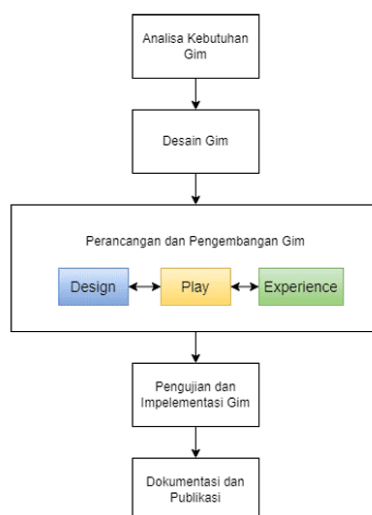 Analisa Kebutuhan
Gim
Desain Gim
Perancangan dan Pengembangan Gim
Design
Play
Experience
Pengujian dan
Impelementasi Gim
Dokumentasi dan
Publikasi